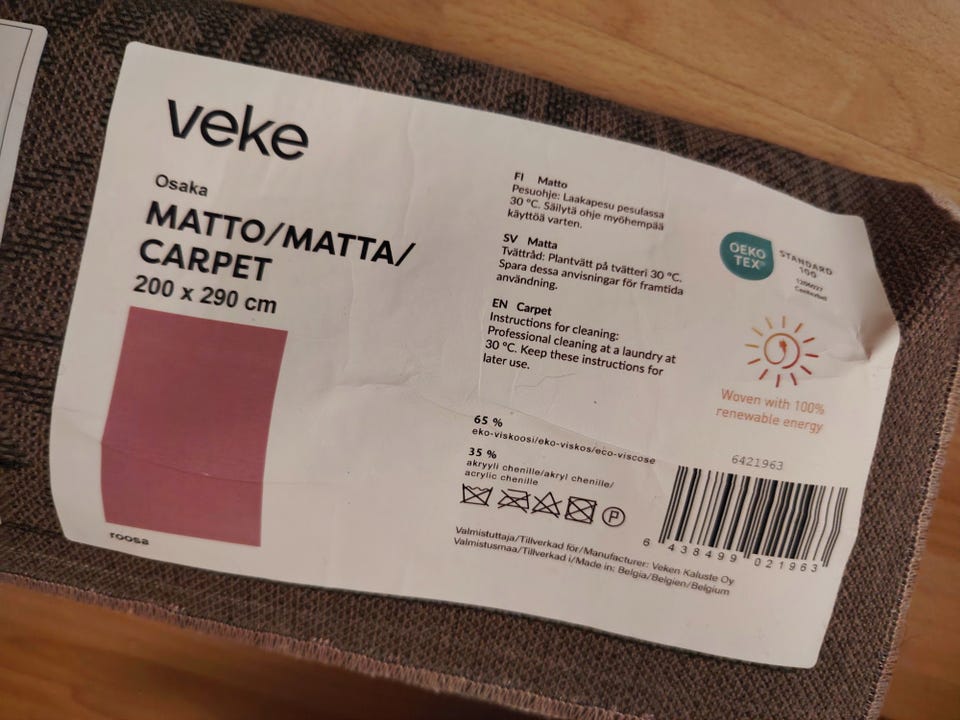 veke
Osaka
MATTO/MATTA/
CARPET
200 x 290 cm
roosa
FI Matto
Pesuohje: Laakapesu pesulassa
30 °C. Säilytä ohje myöhempää
käyttöä varten.
SV Matta
Tvättråd: Plantvätt på tvätteri 30 °C.
Spara dessa anvisningar för framtida
användning.
EN Carpet
Instructions for cleaning:
Professional cleaning at a laundry at
30 °C. Keep these instructions for
later use.
65 %
eko-viskoosi/eko-viskos/eco-viscose
35 %
akryyli chenille/akryl chenille/
acrylic chenille
P
Valmistuttaja/Tillverkad för/Manufacturer: Veken Kaluste Oy
Valmistusmaa/Tillverkad i/Made in: Belgia/Belgien/Belgium
OEKO
TEX®
STANDARD
100
Centexbel
Woven with 100%
renewable energy
6421963
6 438499 021963